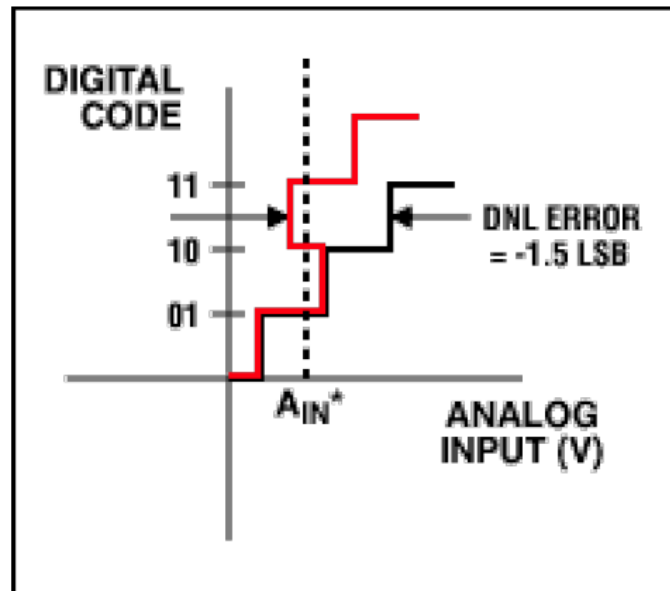 DIGITAL
CODE
11
10
01
DNL ERROR
= -1.5 LSB
AIN*
ANALOG
INPUT (V)